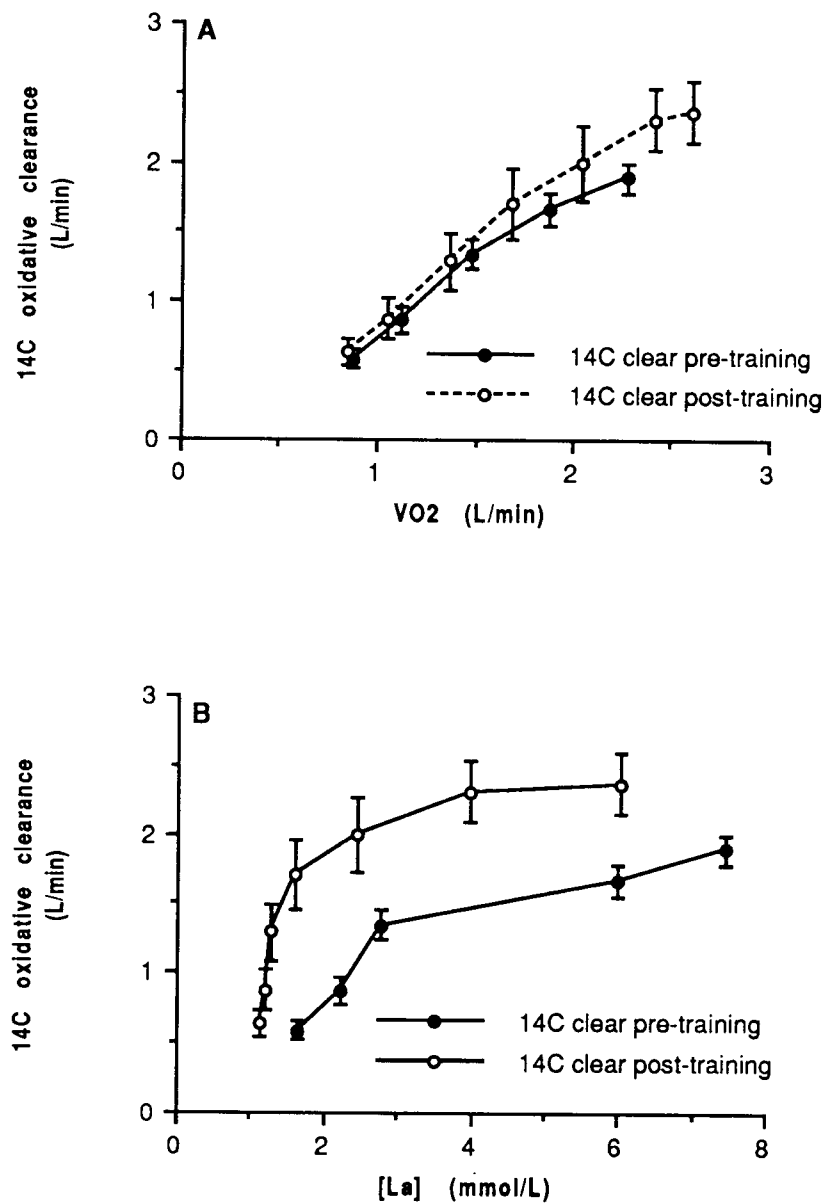 A
3
2
1
0
14C oxidative clearance
(L/min)
14C clear pre-training
14C clear post-training
0 1 2 3
VO2 (L/min)
B
3
2
1
0
14C oxidative clearance
(L/min)
14C clear pre-training
14C clear post-training
0 2 4 6 8
[La] (mmol/L)